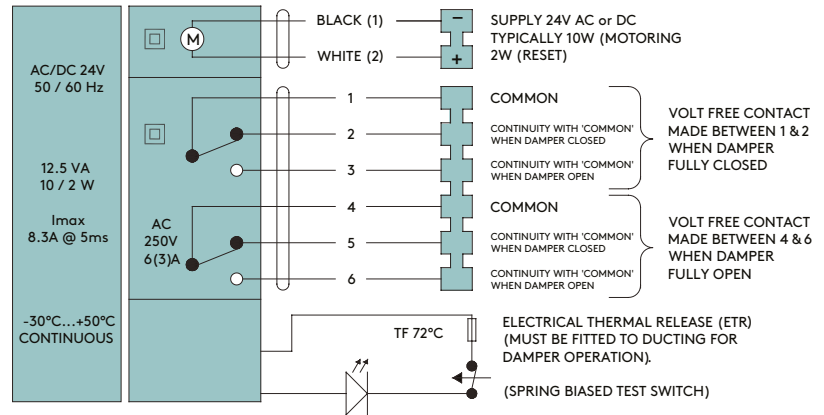 AC/DC 24V
50 / 60 Hz
12.5 VA
10 / 2 W
Imax
8.3A @ 5ms
-30°C...+50°C
CONTINUOUS
M
AC
250V
6(3)A
BLACK (1)
WHITE (2)
1
2
3
4
5
6
–
+
SUPPLY 24V AC or DC
TYPICALLY 10W (MOTORING
2W (RESET)
COMMON
CONTINUITY WITH 'COMMON'
WHEN DAMPER CLOSED
CONTINUITY WITH 'COMMON'
WHEN DAMPER OPEN
COMMON
CONTINUITY WITH 'COMMON'
WHEN DAMPER CLOSED
CONTINUITY WITH 'COMMON'
WHEN DAMPER OPEN
VOLT FREE CONTACT
MADE BETWEEN 1 & 2
WHEN DAMPER
FULLY CLOSED
VOLT FREE CONTACT
MADE BETWEEN 4 & 6
WHEN DAMPER
FULLY OPEN
TF 72°C
ELECTRICAL THERMAL RELEASE (ETR)
(MUST BE FITTED TO DUCTING FOR
DAMPER OPERATION).
(SPRING BIASED TEST SWITCH)